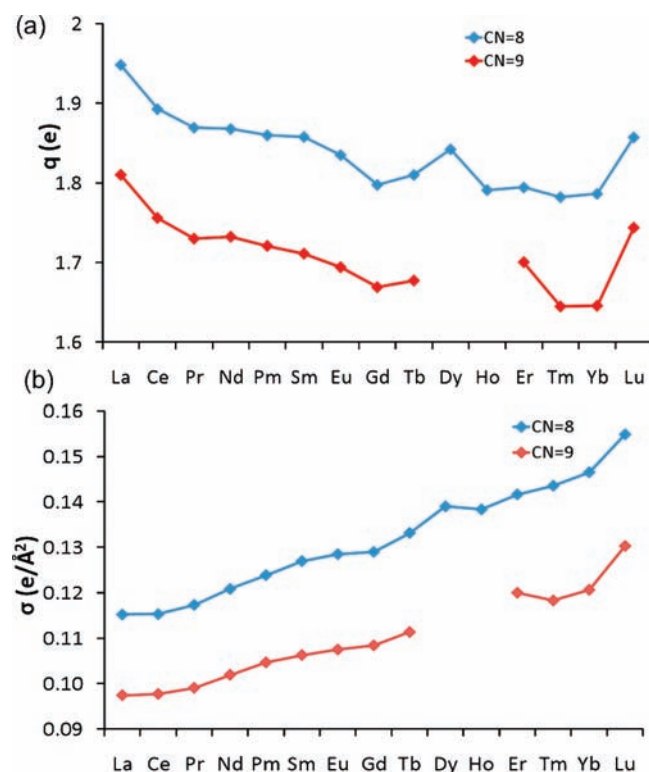 (a)
2
CN=8
CN=9
1.9
q (e)
1.8
1.7
1.6
La Ce Pr Nd Pm Sm Eu Gd Tb Dy Ho Er Tm Yb Lu
(b)
0.16
CN=8
CN=9
0.15
0.14
σ (e/Å²)
0.13
0.12
0.11
0.10
0.09
La Ce Pr Nd Pm Sm Eu Gd Tb Dy Ho Er Tm Yb Lu